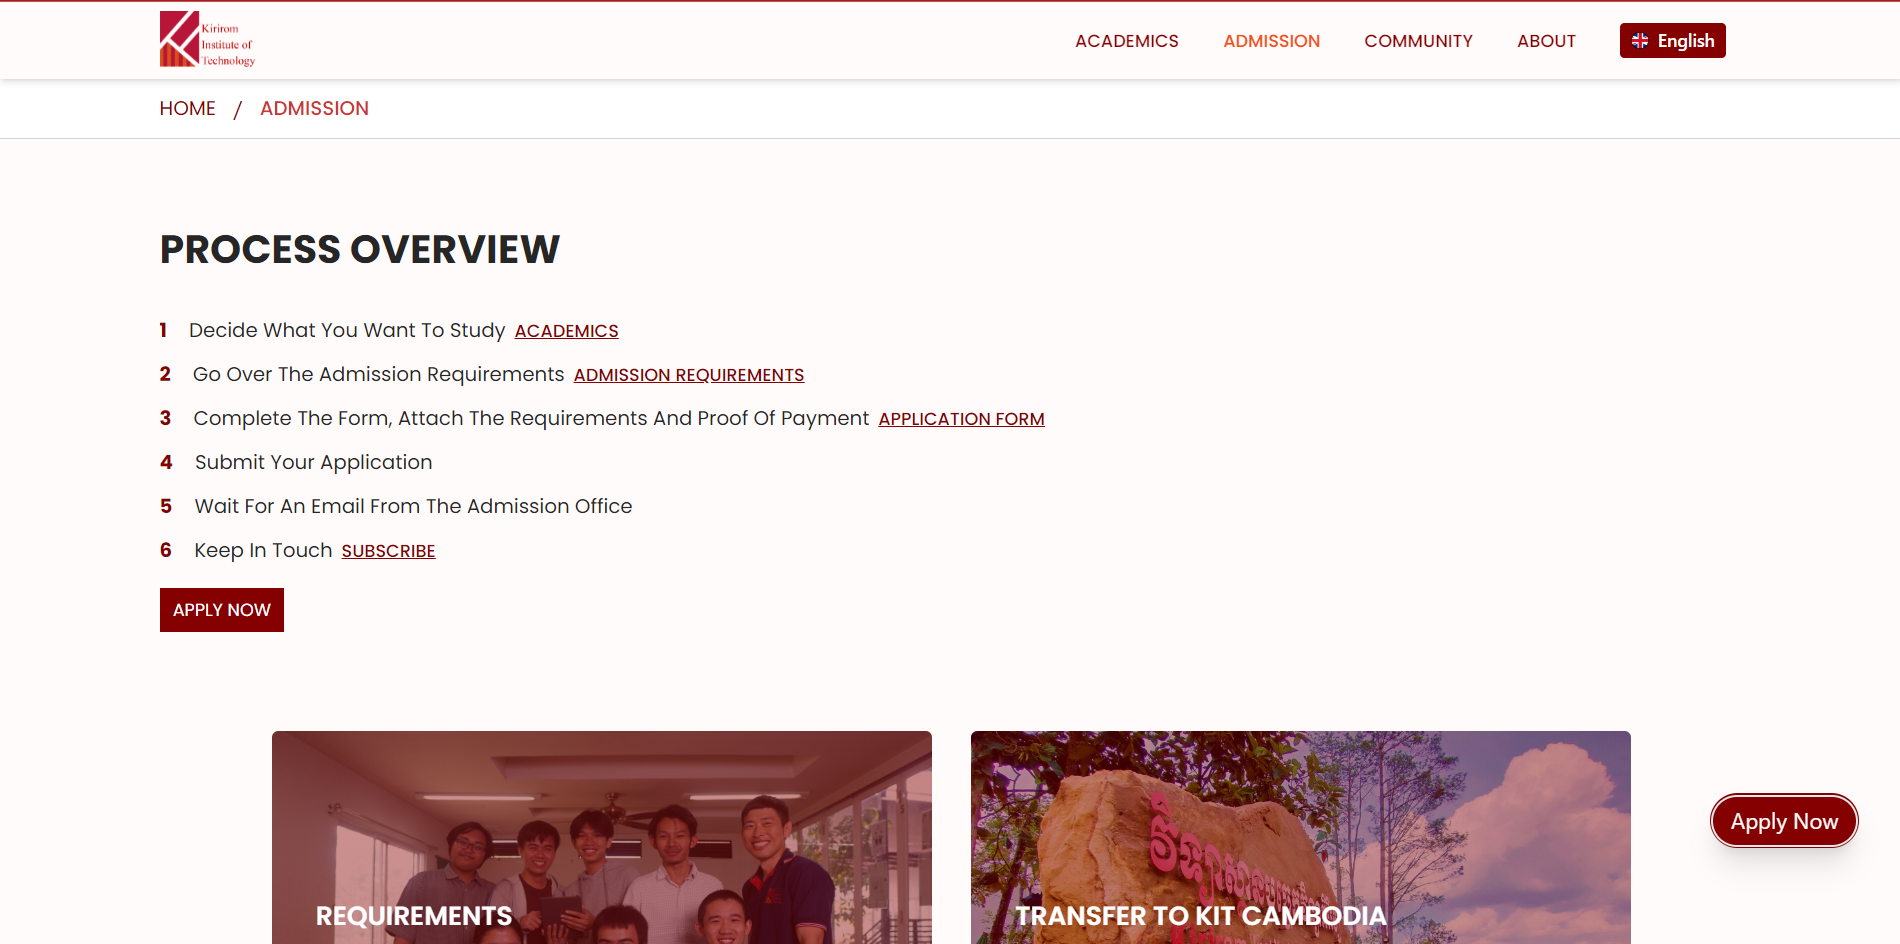 Kirirom
Institute of
Technology
ACADEMICS
ADMISSION
COMMUNITY
ABOUT
English
HOME / ADMISSION
PROCESS OVERVIEW
1 Decide What You Want To Study ACADEMICS
2 Go Over The Admission Requirements ADMISSION REQUIREMENTS
3 Complete The Form, Attach The Requirements And Proof Of Payment APPLICATION FORM
4 Submit Your Application
5 Wait For An Email From The Admission Office
6 Keep In Touch SUBSCRIBE
APPLY NOW
Apply Now
REQUIREMENTS
TRANSFER TO KIT CAMBODIA